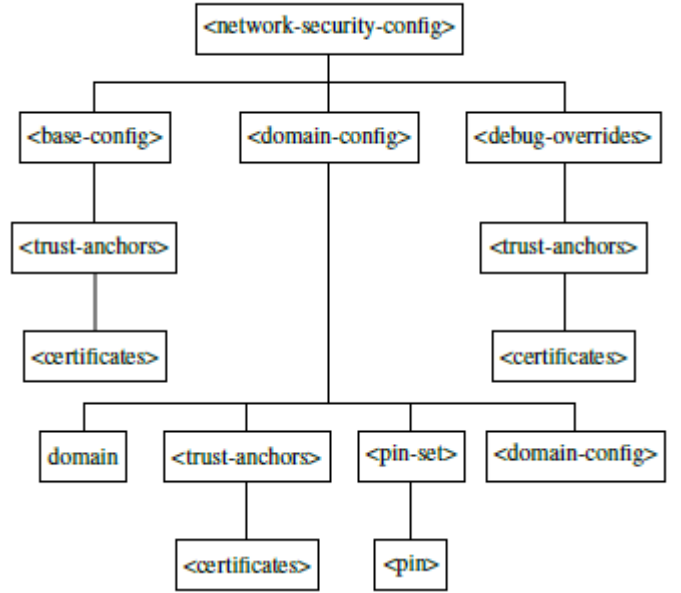 <network-security-config>
<base-config>
<domain-config>
<debug-overrides>
<trust-anchors>
<trust-anchors>
<certificates>
<certificates>
domain
<trust-anchors>
<pin-set>
<domain-config>
<certificates>
<pin>